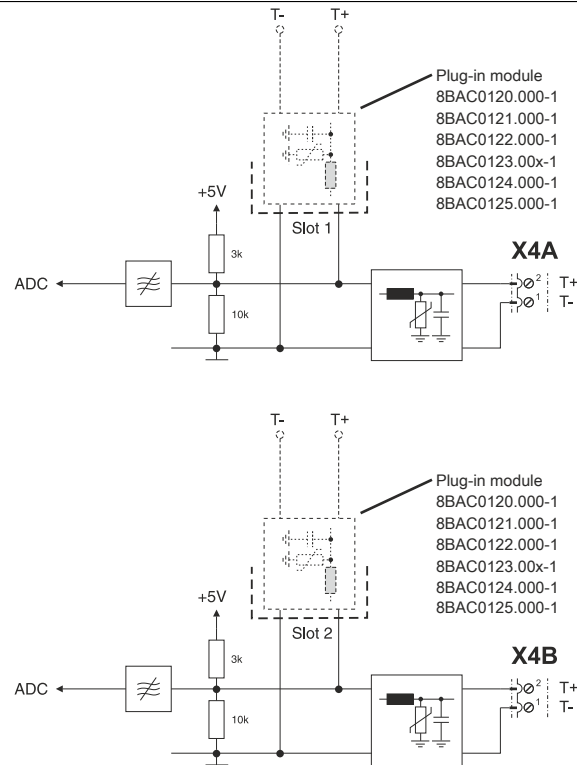 T- T+
Plug-in module
8BAC0120.000-1
8BAC0121.000-1
8BAC0122.000-1
8BAC0123.00x-1
8BAC0124.000-1
8BAC0125.000-1
+5V
Slot 1
3k
X4A
ADC
2 T+
1 T-
10k
T- T+
Plug-in module
8BAC0120.000-1
8BAC0121.000-1
8BAC0122.000-1
8BAC0123.00x-1
8BAC0124.000-1
8BAC0125.000-1
+5V
Slot 2
3k
X4B
ADC
2 T+
1 T-
10k